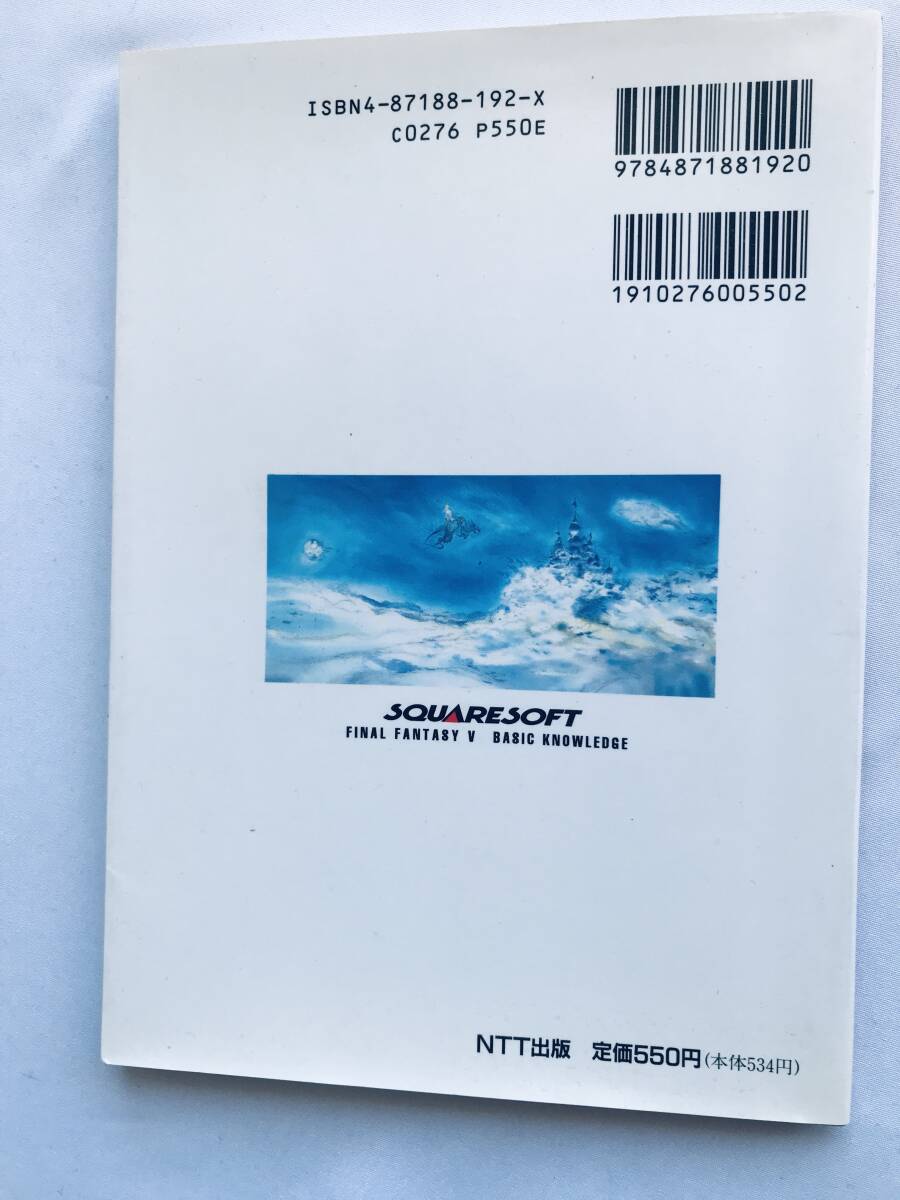 ISBN4-87188-192-X
C0276 P550E
9784871881920
1910276005502
SQUARESOFT
FINAL FANTASY V BASIC KNOWLEDGE
NTT出版 定価550円(本体534円)